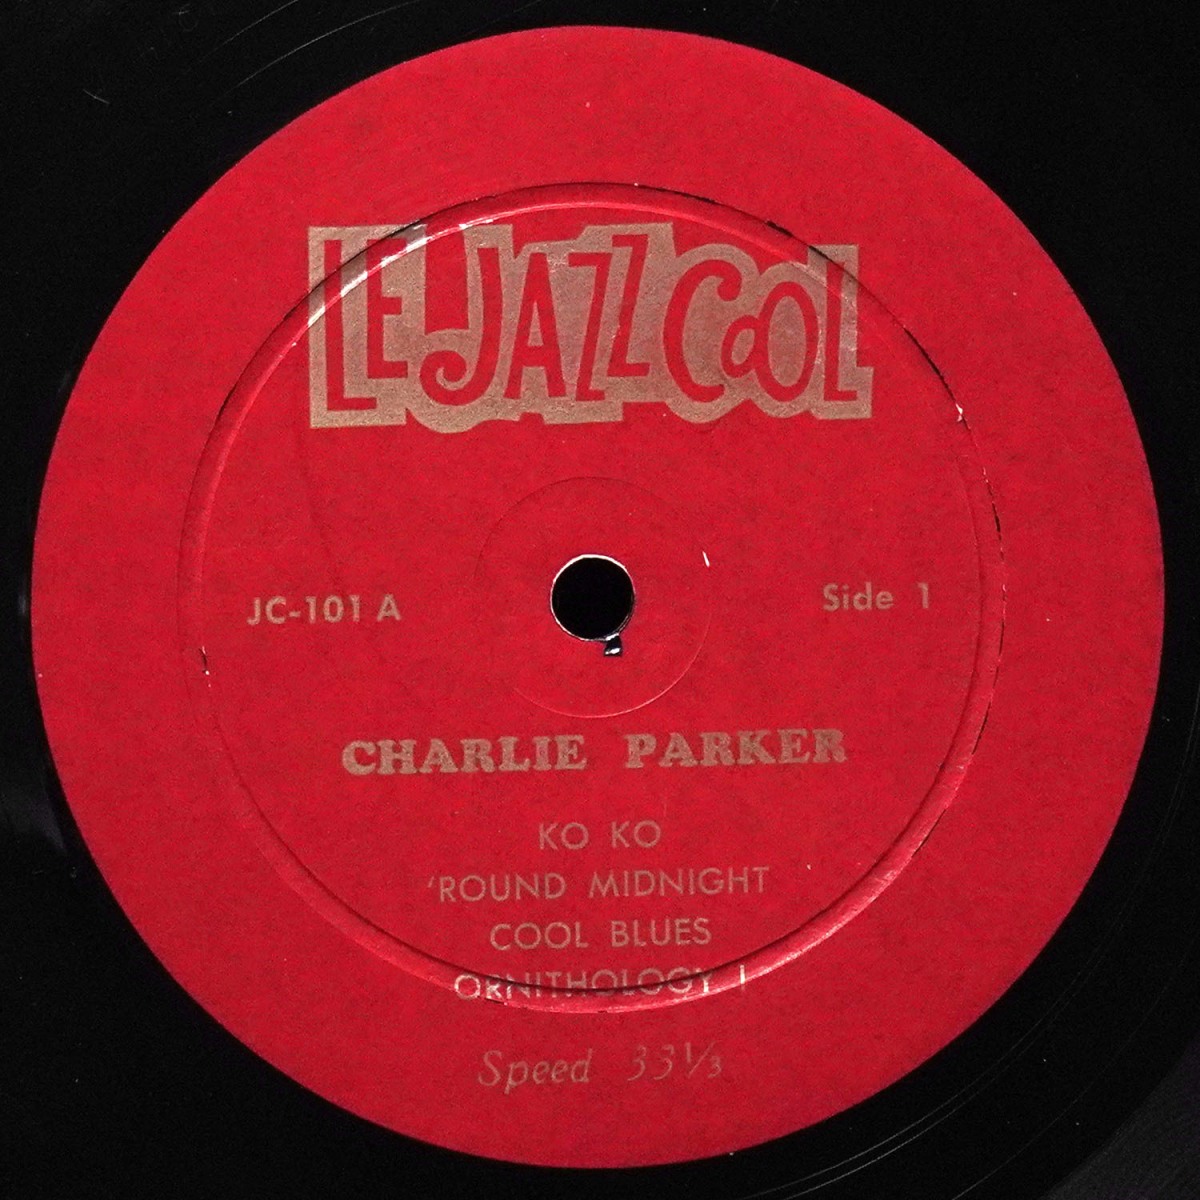 LE JAZZ COOL
JC-101 A
Side 1
CHARLIE PARKER
KO KO
'ROUND MIDNIGHT
COOL BLUES
ORNITHOLOGY I
Speed 33⅓